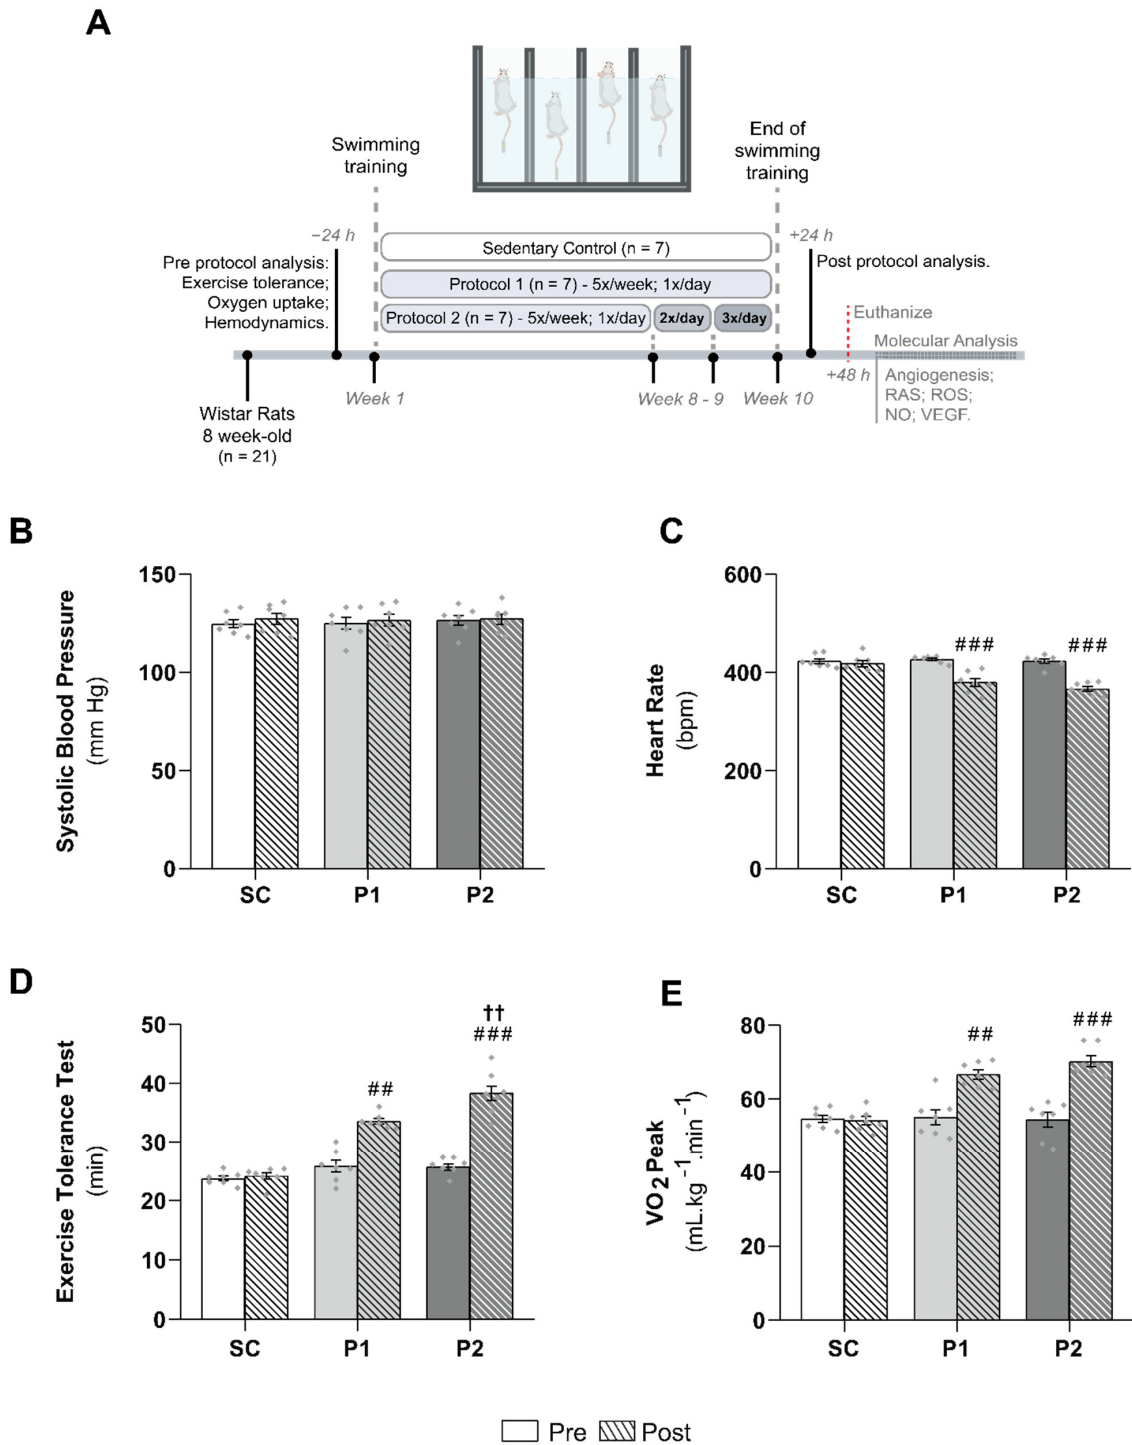 A
Swimming
training
End of
swimming
training
−24 h
+24 h
Pre protocol analysis:
Exercise tolerance;
Oxygen uptake;
Hemodynamics.
Sedentary Control (n = 7)
Protocol 1 (n = 7) - 5x/week; 1x/day
Protocol 2 (n = 7) - 5x/week; 1x/day
2x/day
3x/day
Post protocol analysis.
Euthanize
Molecular Analysis
+48 h
Angiogenesis;
RAS; ROS;
NO; VEGF.
Week 1
Week 8 - 9
Week 10
Wistar Rats
8 week-old
(n = 21)
B
Systolic Blood Pressure
(mm Hg)
150
100
50
0
SC P1 P2
C
Heart Rate
(bpm)
600
400
200
0
### ###
SC P1 P2
D
Exercise Tolerance Test
(min)
50
40
30
20
10
0
##
††
###
SC P1 P2
E
VO2 Peak
(mL.kg-1.min-1)
80
60
40
20
0
## ###
SC P1 P2
Pre Post